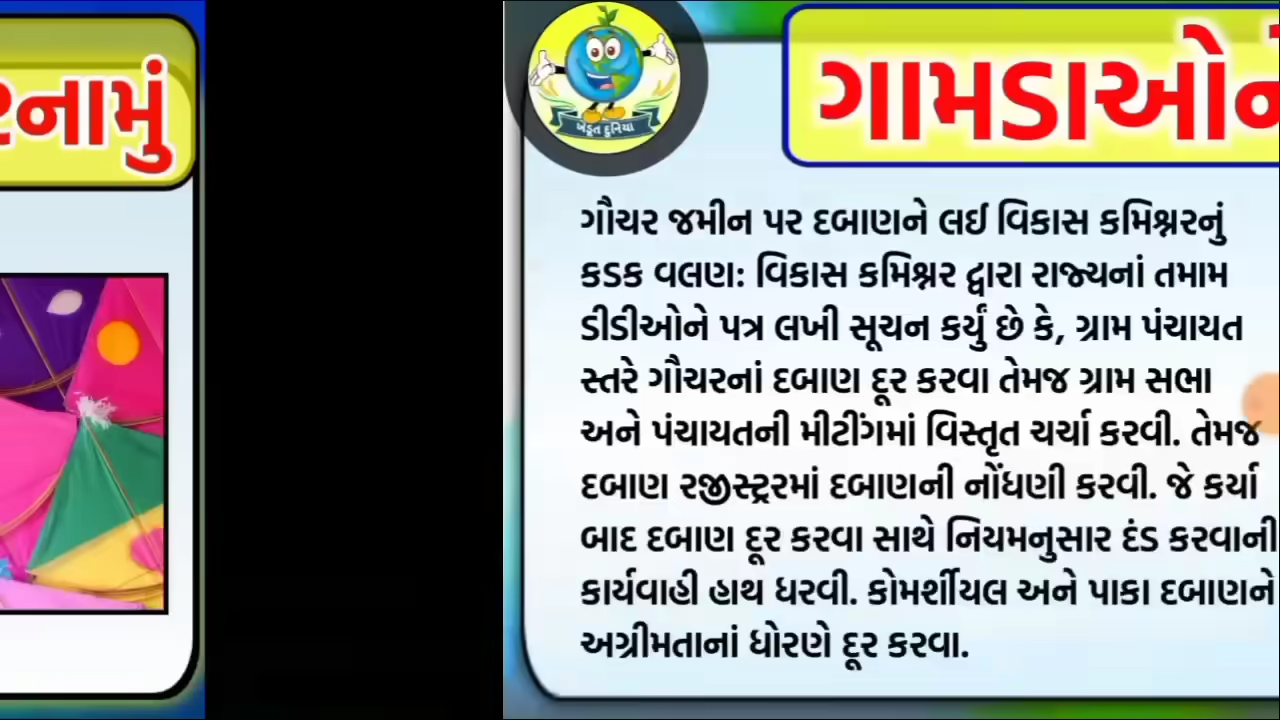 ખેડૂત દુનિયા
ગૌચર જમીન પર દબાણને લઈ વિકાસ કમિશ્નરનું
કડક વલણ: વિકાસ કમિશ્નર દ્વારા રાજ્યનાં તમામ
ડીડીઓને પત્ર લખી સૂચન કર્યું છે કે, ગ્રામ પંચાયત
સ્તરે ગૌચરનાં દબાણ દૂર કરવા તેમજ ગ્રામ સભા
અને પંચાયતની મીટીંગમાં વિસ્તૃત ચર્ચા કરવી. તેમજ
દબાણ રજીસ્ટ્રરમાં દબાણની નોંધણી કરવી. જે કર્યા
બાદ દબાણ દૂર કરવા સાથે નિયમનુસાર દંડ કરવાની
કાર્યવાહી હાથ ધરવી. કોમર્શીયલ અને પાકા દબાણને
અગ્રીમતાનાં ધોરણે દૂર કરવા.